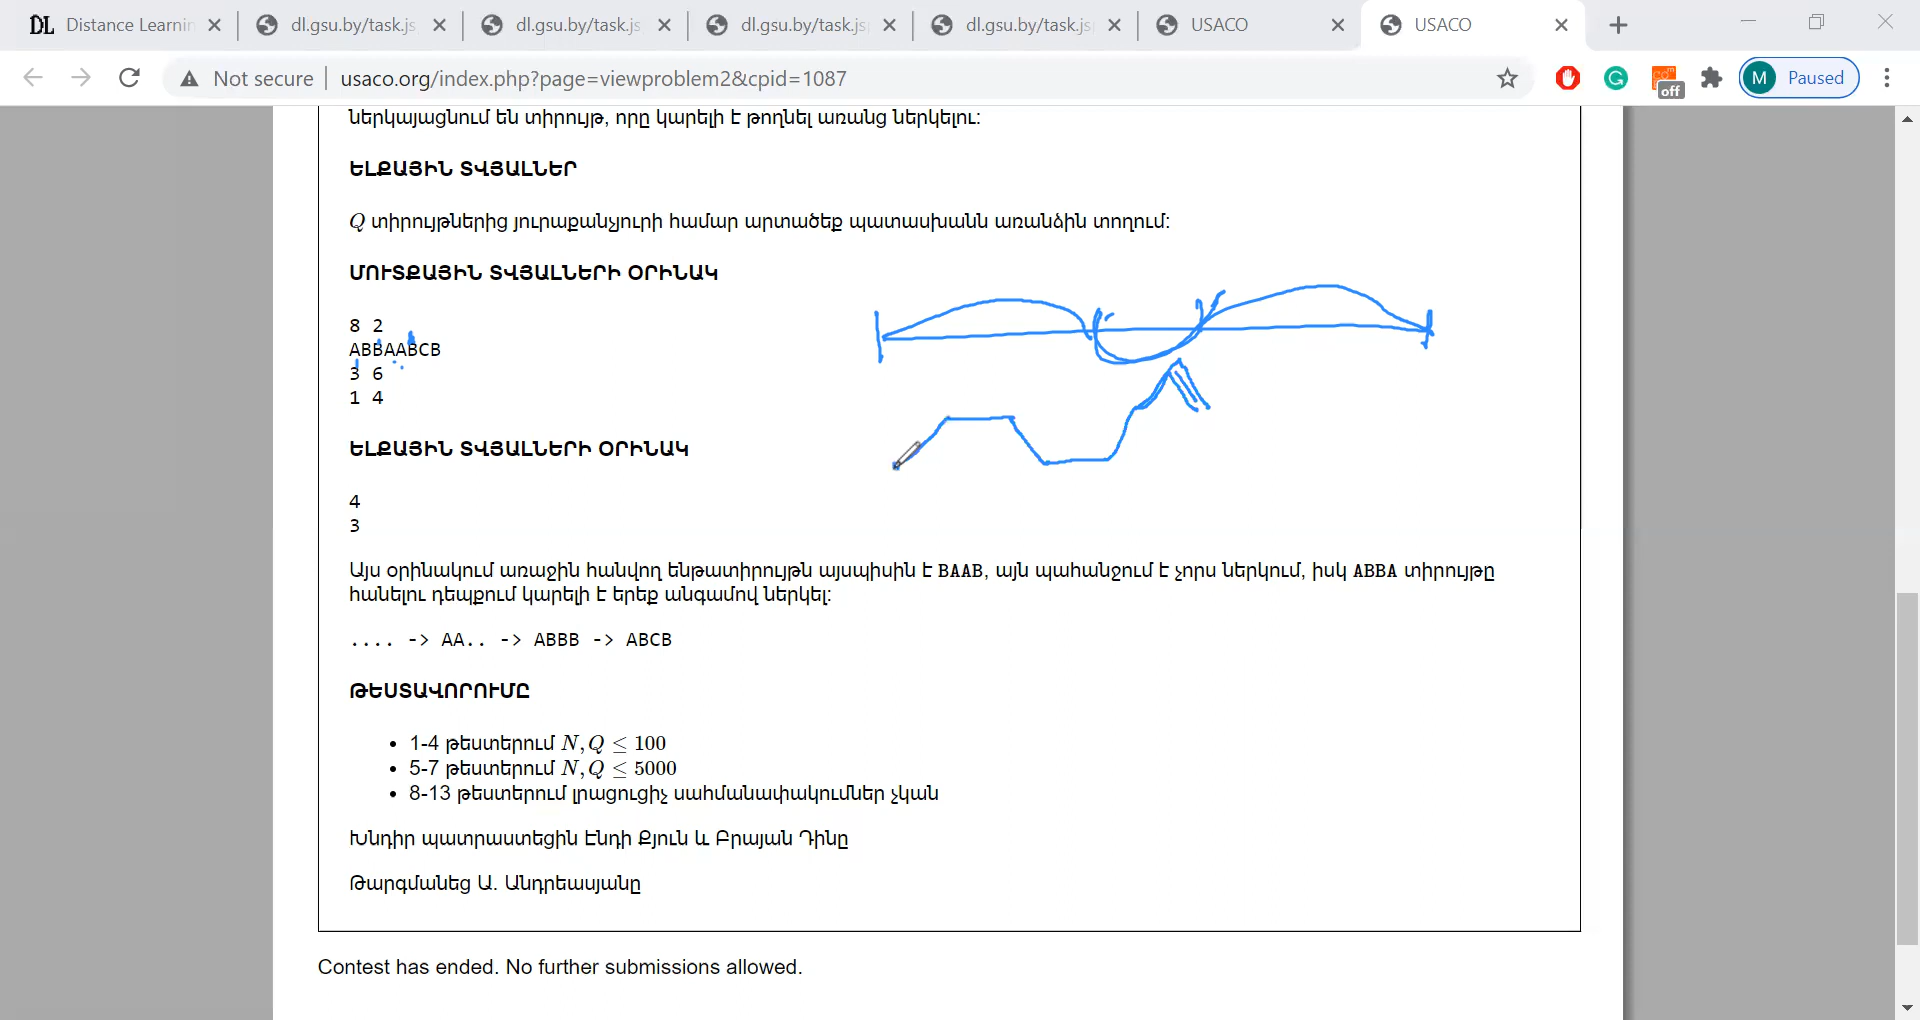 DL Distance Learnin
dl.gsu.by/task.js
dl.gsu.by/task.js
dl.gsu.by/task.js
dl.gsu.by/task.js
USACO
USACO
Not secure | usaco.org/index.php?page=viewproblem2&cpid=1087
off
M Paused
ներկայացնում են տիրույթ, որը կարելի է թողնել առանց ներկելու:
ԵԼՔԱՅԻՆ ՏՎՅԱԼՆԵՐ
Q տիրույթներից յուրաքանչյուրի համար արտածեք պատասխանն առանձին տողում:
ՄՈՒՏՔԱՅԻՆ ՏՎՅԱԼՆԵՐԻ ՕՐԻՆԱԿ
8 2
ABBAABCB
3 6
1 4
ԵԼՔԱՅԻՆ ՏՎՅԱԼՆԵՐԻ ՕՐԻՆԱԿ
4
3
Այս օրինակում առաջին հանվող ենթատիրույթն այսպիսին է BAAB, այն պահանջում է չորս ներկում, իսկ ABBA տիրույթը
հանելու դեպքում կարելի է երեք անգամով ներկել:
.... -> AA.. -> ABBB -> ABCB
ԹԵՍՏԱՎՈՐՈՒՄԸ
• 1-4 թեստերում N, Q ≤ 100
• 5-7 թեստերում N, Q ≤ 5000
• 8-13 թեստերում լրացուցիչ սահմանափակումներ չկան
Խնդիր պատրաստեցին Էնդի Քյուն և Բրայան Դինը
Թարգմանեց Ա. Անդրեասյանը
Contest has ended. No further submissions allowed.